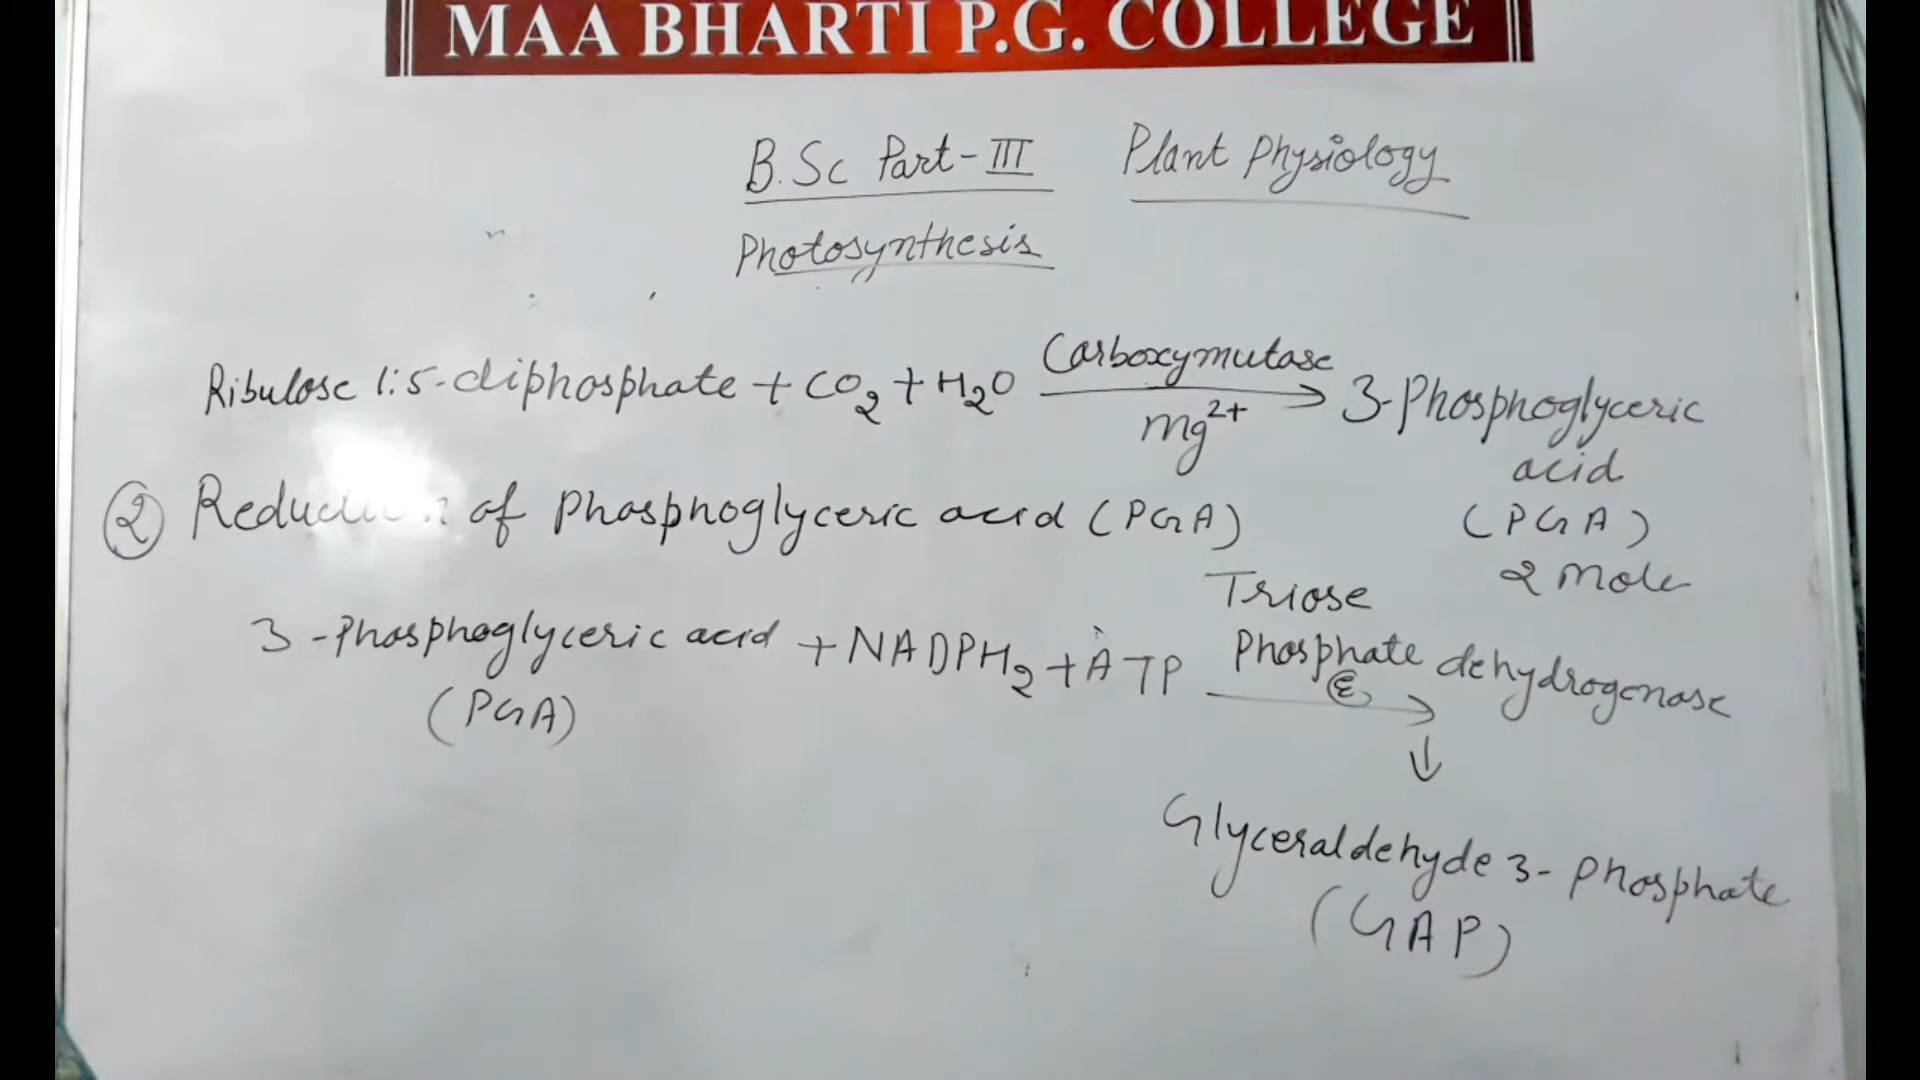 MAA BHARTI P.G. COLLEGE
B.Sc Part-III Plant Physiology
Photosynthesis
Ribulose 1:5-diphosphate + CO₂ + H₂O Carboxymutase → 3-Phosphoglyceric
mg²⁺
acid
(PGA)
2 mole
② of Phosphoglyceric acid (PGA)
3-Phosphoglyceric acid + NADPH₂ + ATP Triose
Phosphate dehydrogenase
Ⓔ →
(PGA)
↓
Glyceraldehyde 3-Phosphate
(GAP)